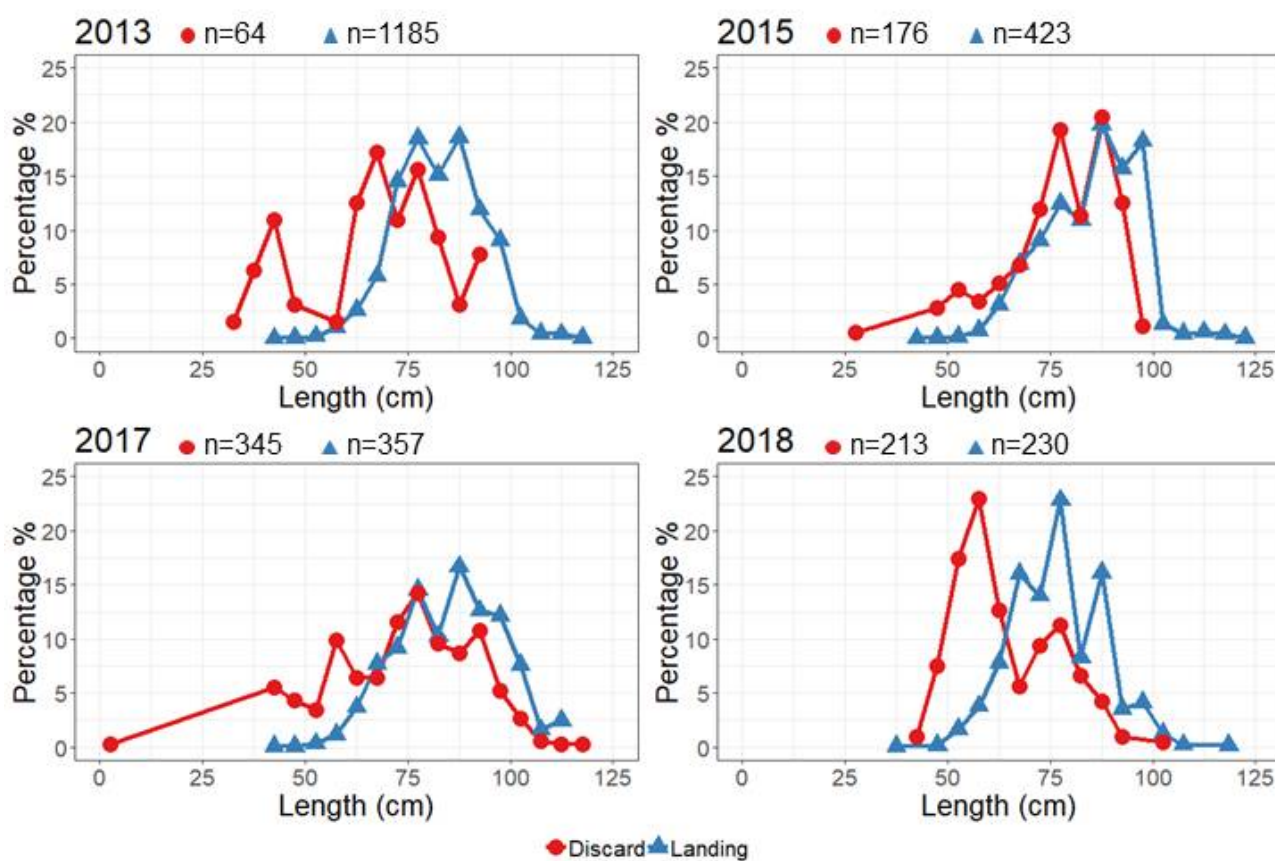 2013 n=64 n=1185
25
20
15
10
5
0
Percentage %
0 25 50 75 100 125
Length (cm)
2015 n=176 n=423
25
20
15
10
5
0
Percentage %
0 25 50 75 100 125
Length (cm)
2017 n=345 n=357
25
20
15
10
5
0
Percentage %
0 25 50 75 100 125
Length (cm)
2018 n=213 n=230
25
20
15
10
5
0
Percentage %
0 25 50 75 100 125
Length (cm)
Discard Landing